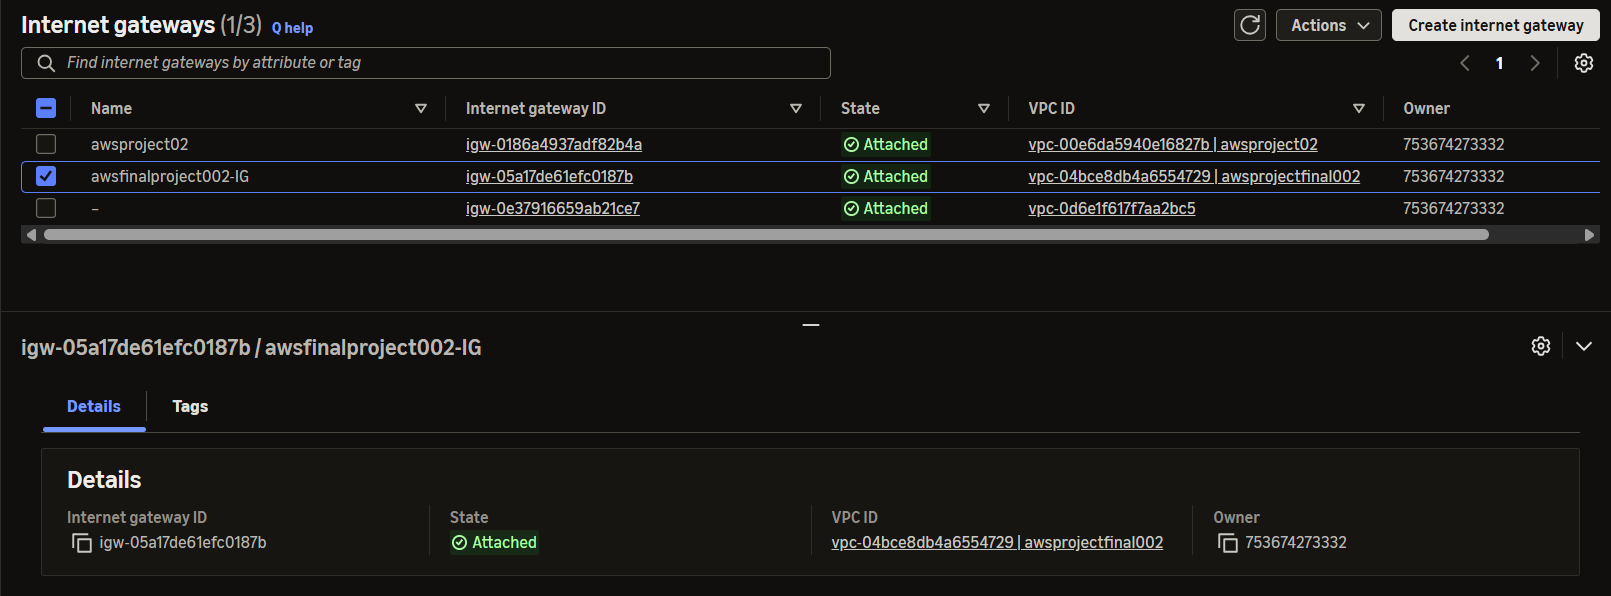 Internet gateways (1/3) Q help
Actions
Create internet gateway
Find internet gateways by attribute or tag
1
Name Internet gateway ID State VPC ID Owner
awsproject02 igw-0186a4937adf82b4a Attached vpc-00e6da5940e16827b | awsproject02 753674273332
awsfinalproject002-IG igw-05a17de61efc0187b Attached vpc-04bce8db4a6554729 | awsprojectfinal002 753674273332
– igw-0e37916659ab21ce7 Attached vpc-0d6e1f617f7aa2bc5 753674273332
igw-05a17de61efc0187b / awsfinalproject002-IG
Details Tags
Details
Internet gateway ID State VPC ID Owner
igw-05a17de61efc0187b Attached vpc-04bce8db4a6554729 | awsprojectfinal002 753674273332